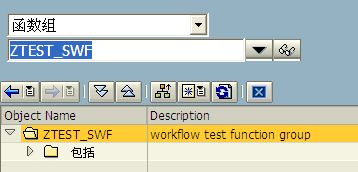 函数组
ZTEST_SWF
Object Name Description
ZTEST_SWF workflow test function group
包括